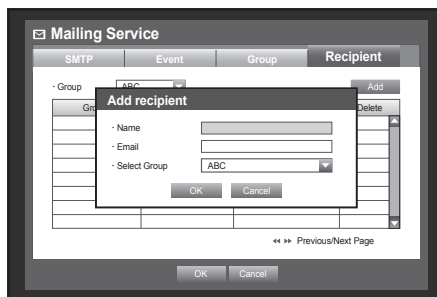 Mailing Service
SMTP Event Group Recipient
· Group ABC Add
Delete
Add recipient
· Name
· Email
· Select Group ABC
OK Cancel
Previous/Next Page
OK Cancel